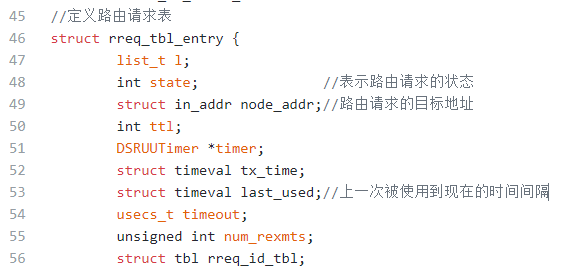 45 //定义路由请求表
46 struct rreq_tbl_entry {
47 list_t l;
48 int state; //表示路由请求的状态
49 struct in_addr node_addr;//路由请求的目标地址
50 int ttl;
51 DSRUUTimer *timer;
52 struct timeval tx_time;
53 struct timeval last_used;//上一次被使用到现在的时间间隔
54 usecs_t timeout;
55 unsigned int num_rexmts;
56 struct tbl rreq_id_tbl;